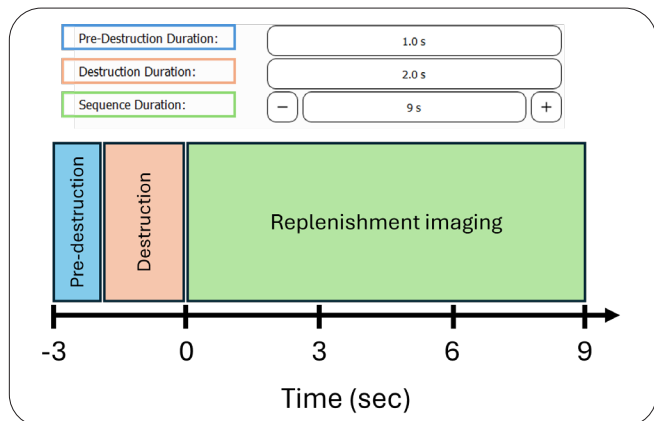 Pre-Destruction Duration: 1.0 s
Destruction Duration: 2.0 s
Sequence Duration: − 9 s +
Pre-destruction
Destruction
Replenishment imaging
-3 0 3 6 9
Time (sec)